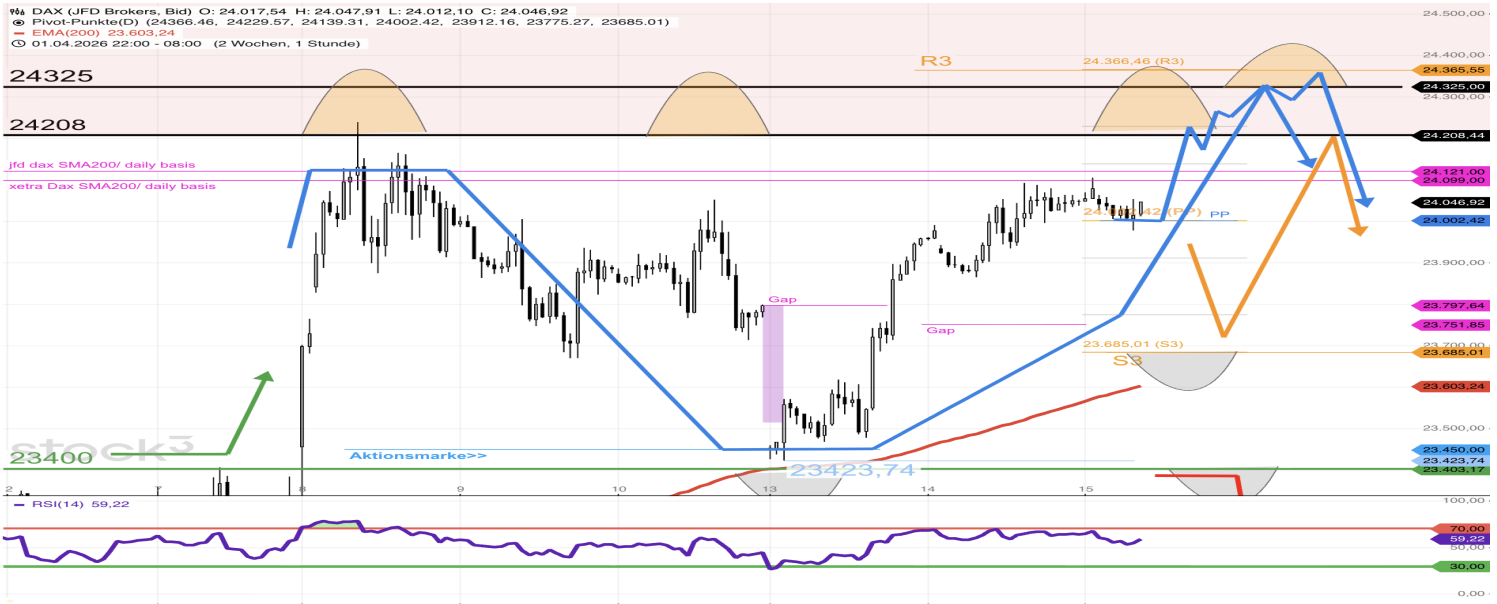 DAX (JFD Brokers, Bid) O: 24.017,54 H: 24.047,91 L: 24.012,10 C: 24.046,92
Pivot-Punkte(D) (24366.46, 24229.57, 24139.31, 24002.42, 23912.16, 23775.27, 23685.01)
EMA(200) 23.603,24
01.04.2026 22:00 - 08:00 (2 Wochen, 1 Stunde)
24.500,00
24.400,00
R3
24.366,46 (R3)
24.365,55
24325
24.325,00
24.300,00
24208
24.208,44
jfd dax SMA200/ daily basis
24.121,00
xetra Dax SMA200/ daily basis
24.099,00
24.046,92
(PP)
PP
24.002,42
23.900,00
Gap
23.797,64
Gap
23.751,85
23.700,00
23.685,01 (S3)
23.685,01
S3
23.603,24
stock3
23.500,00
23400
Aktionsmarke>>
23.450,00
23423,74
23.423,74
23.403,17
2
7
8
9
10
13
14
15
RSI(14) 59,22
100,00
70,00
59,22
50,00
30,00
0,00